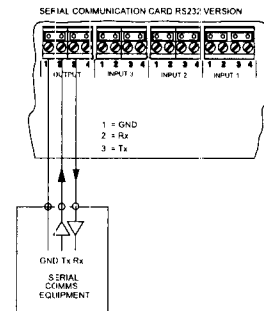 SERIAL COMMUNICATION CARD RS232 VERSION
1 2 3 4 1 2 3 4 1 2 3 4 1 2 3 4
OUTPUT INPUT 3 INPUT 2 INPUT 1
1 = GND
2 = Rx
3 = Tx
GND Tx Rx
SERIAL
COMMS
EQUIPMENT